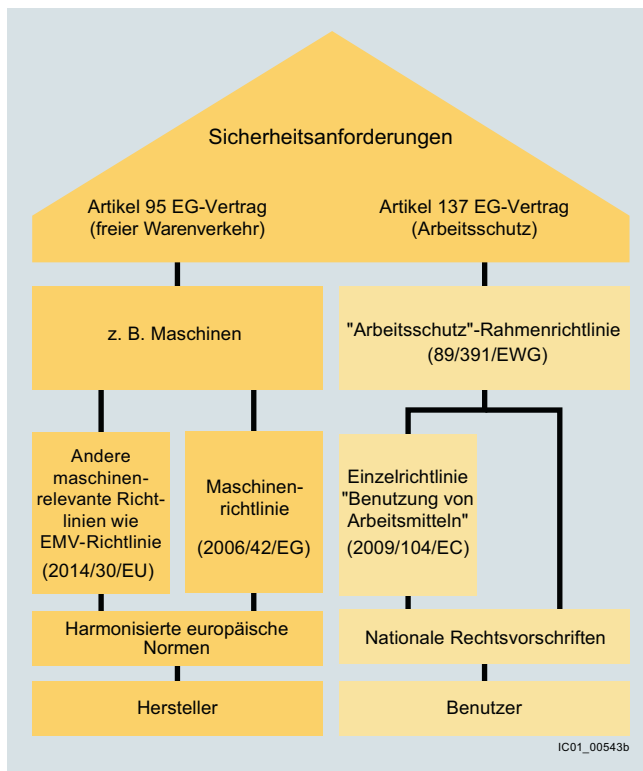 Sicherheitsanforderungen
Artikel 95 EG-Vertrag
(freier Warenverkehr)
Artikel 137 EG-Vertrag
(Arbeitsschutz)
z. B. Maschinen
"Arbeitsschutz"-Rahmenrichtlinie
(89/391/EWG)
Andere
maschinen-
relevante Richt-
linien wie
EMV-Richtlinie
(2014/30/EU)
Maschinen-
richtlinie
(2006/42/EG)
Einzelrichtlinie
"Benutzung von
Arbeitsmitteln"
(2009/104/EC)
Harmonisierte europäische
Normen
Nationale Rechtsvorschriften
Hersteller
Benutzer
IC01_00543b